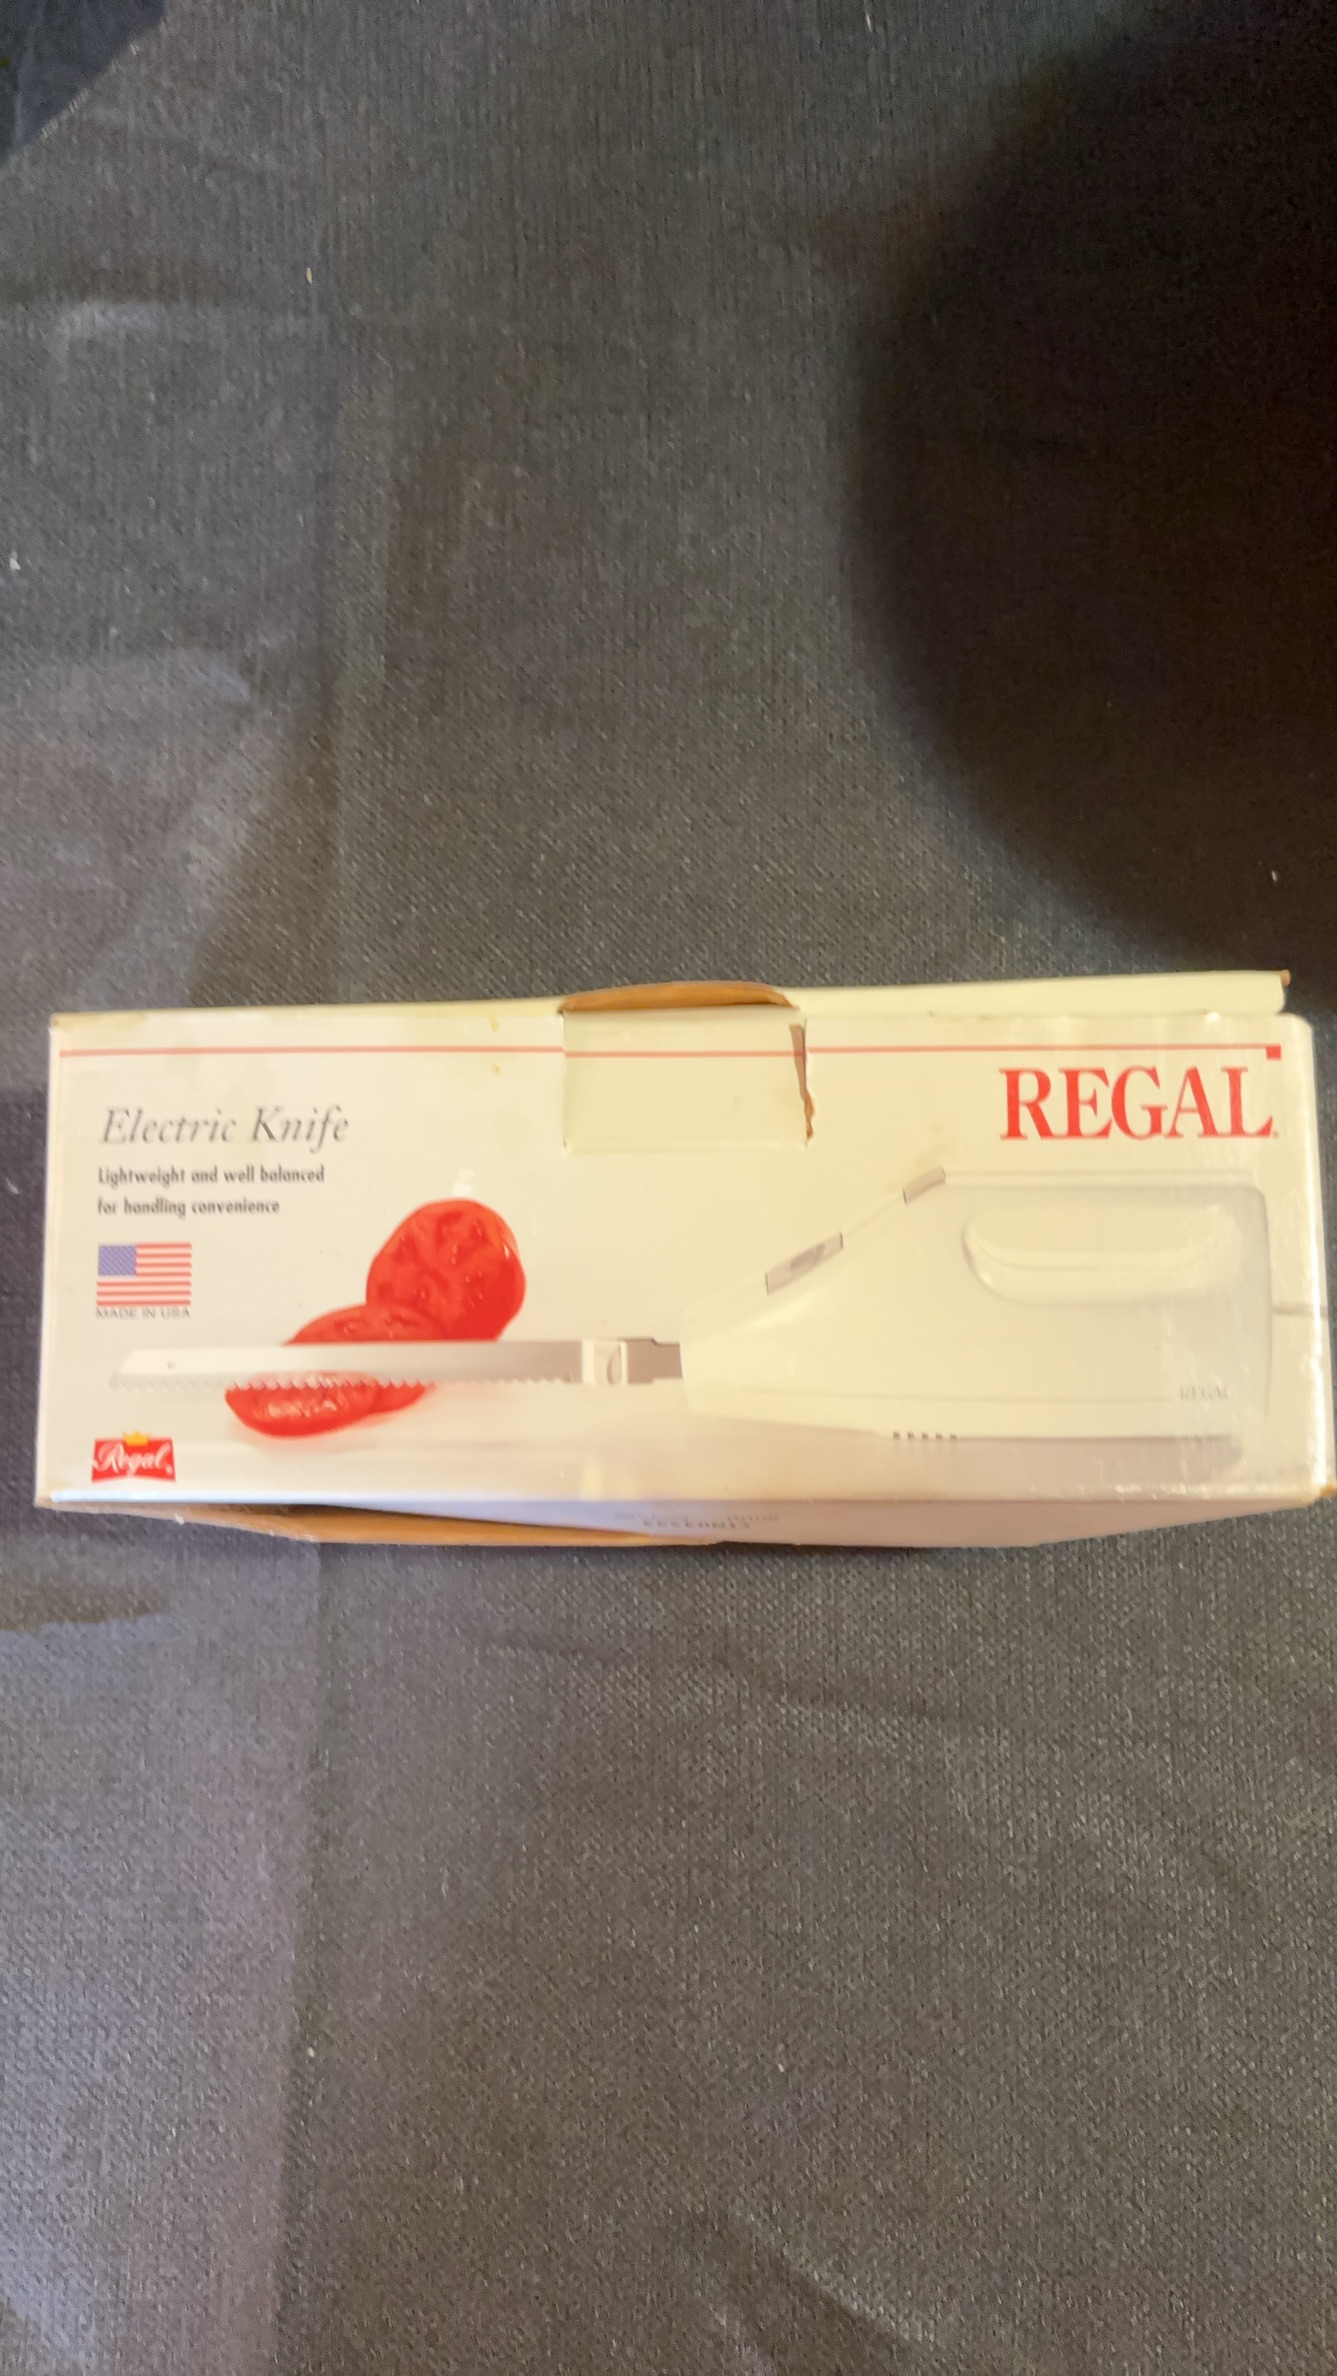 Electric Knife
Lightweight and well balanced
for handling convenience
MADE IN USA
REGAL
REGAL
Regal